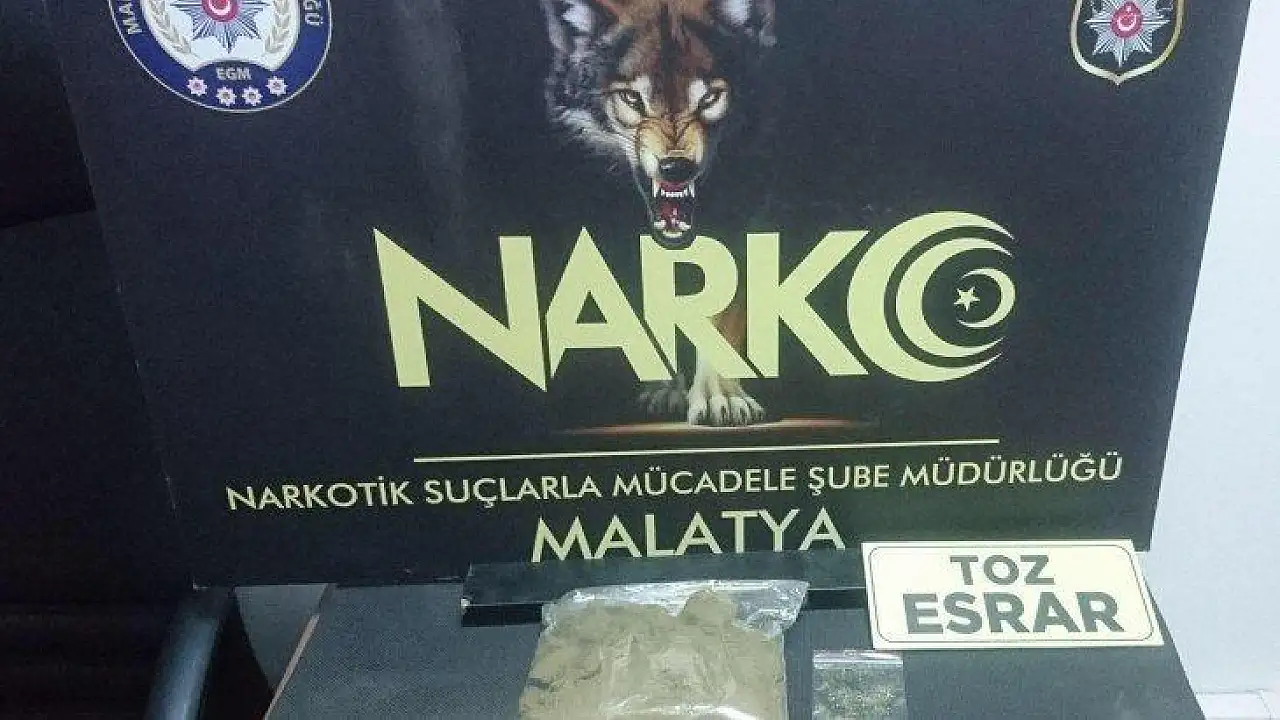 EGM
NARKO
NARKOTİK SUÇLARLA MÜCADELE ŞUBE MÜDÜRLÜĞÜ
MALATYA
TOZ
ESRAR